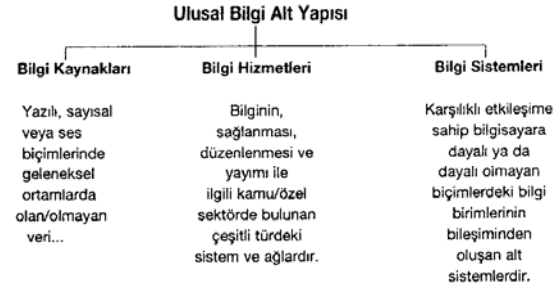 Ulusal Bilgi Alt Yapısı
Bilgi Kaynakları
Yazılı, sayısal
veya ses
biçimlerinde
geleneksel
ortamlarda
olan/olmayan
veri...
Bilgi Hizmetleri
Bilginin,
sağlanması,
düzenlenmesi ve
yayımı ile
ilgili kamu/özel
sektörde bulunan
çeşitli türdeki
sistem ve ağlardır.
Bilgi Sistemleri
Karşılıklı etkileşime
sahip bilgisayara
dayalı ya da
dayalı olmayan
biçimlerdeki bilgi
birimlerinin
bileşiminden
oluşan alt
sistemlerdir.